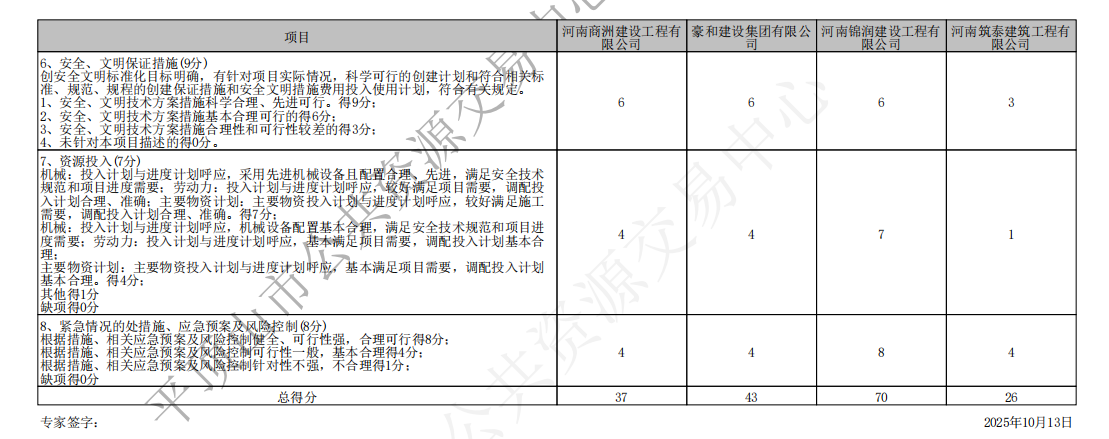 项目
河南商洲建设工程有限公司
豪和建设集团有限公司
河南锦润建设工程有限公司
河南筑泰建筑工程有限公司
6、安全、文明保证措施(9分)
创安全文明标准化目标明确，有针对项目实际情况，科学可行的创建计划和符合相关标
准、规范、规程的创建保证措施和安全文明措施费用投入使用计划，符合有关规定。
1、安全、文明技术方案措施科学合理、先进可行。得9分；
2、安全、文明技术方案措施基本合理可行的得6分；
3、安全、文明技术方案措施合理性和可行性较差的得3分；
4、未针对本项目描述的得0分。
6
6
6
3
7、资源投入(7分)
机械：投入计划与进度计划呼应，采用先进机械设备且配置合理、先进，满足安全技术
规范和项目进度需要；劳动力：投入计划与进度计划呼应，较好满足项目需要，调配投
入计划合理、准确；主要物资计划：主要物资投入计划与进度计划呼应，较好满足施工
需要，调配投入计划合理、准确。得7分；
机械：投入计划与进度计划呼应，机械设备配置基本合理，满足安全技术规范和项目进
度需要；劳动力：投入计划与进度计划呼应，基本满足项目需要，调配投入计划基本合
理；
主要物资计划：主要物资投入计划与进度计划呼应，基本满足项目需要，调配投入计划
基本合理。得4分；
其他得1分
缺项得0分
4
4
7
1
8、紧急情况的处措施、应急预案及风险控制(8分)
根据措施、相关应急预案及风险控制健全、可行性强，合理可行得8分；
根据措施、相关应急预案及风险控制可行性一般，基本合理得4分；
根据措施、相关应急预案及风险控制针对性不强，不合理得1分；
缺项得0分
4
4
8
4
总得分
37
43
70
26
专家签字：
2025年10月13日
平顶山市公共资源交易中心
公共资源交易中心